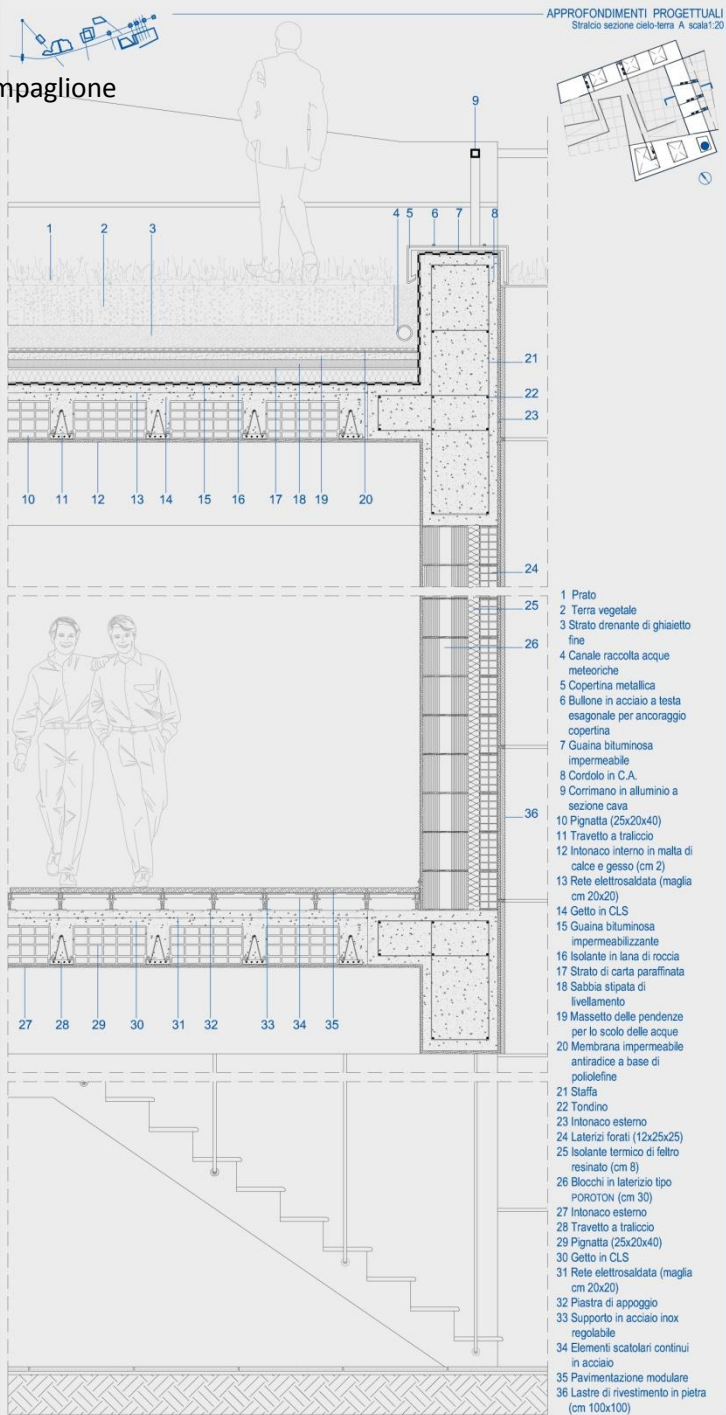 APPROFONDIMENTI PROGETTUALI
Stralcio sezione cielo-terra A scala1:20
mpaglione
9
1 2 3 4 5 6 7 8
21
22
23
10 11 12 13 14 15 16 17 18 19 20
24
25
26
36
27 28 29 30 31 32 33 34 35
1 Prato
2 Terra vegetale
3 Strato drenante di ghiaietto
fine
4 Canale raccolta acque
meteoriche
5 Copertina metallica
6 Bullone in acciaio a testa
esagonale per ancoraggio
copertina
7 Guaina bituminosa
impermeabile
8 Cordolo in C.A.
9 Corrimano in alluminio a
sezione cava
10 Pignatta (25x20x40)
11 Travetto a traliccio
12 Intonaco interno in malta di
calce e gesso (cm 2)
13 Rete elettrosaldata (maglia
cm 20x20)
14 Getto in CLS
15 Guaina bituminosa
impermeabilizzante
16 Isolante in lana di roccia
17 Strato di carta paraffinata
18 Sabbia stipata di
livellamento
19 Massetto delle pendenze
per lo scolo delle acque
20 Membrana impermeabile
antiradice a base di
poliolefine
21 Staffa
22 Tondino
23 Intonaco esterno
24 Laterizi forati (12x25x25)
25 Isolante termico di feltro
resinato (cm 8)
26 Blocchi in laterizio tipo
POROTON (cm 30)
27 Intonaco esterno
28 Travetto a traliccio
29 Pignatta (25x20x40)
30 Getto in CLS
31 Rete elettrosaldata (maglia
cm 20x20)
32 Piastra di appoggio
33 Supporto in acciaio inox
regolabile
34 Elementi scatolari continui
in acciaio
35 Pavimentazione modulare
36 Lastre di rivestimento in pietra
(cm 100x100)